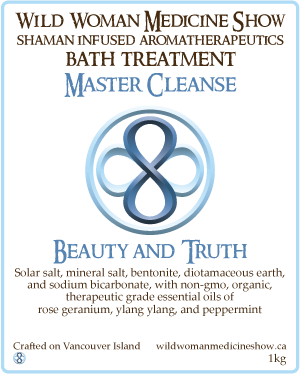 Wild Woman Medicine Show
SHAMAN INFUSED AROMATHERAPEUTICS
BATH TREATMENT
Master Cleanse
Beauty and Truth
Solar salt, mineral salt, bentonite, diotamaceous earth,
and sodium bicarbonate, with non-gmo, organic,
therapeutic grade essential oils of
rose geranium, ylang ylang, and peppermint
Crafted on Vancouver Island wildwomanmedicineshow.ca
1kg